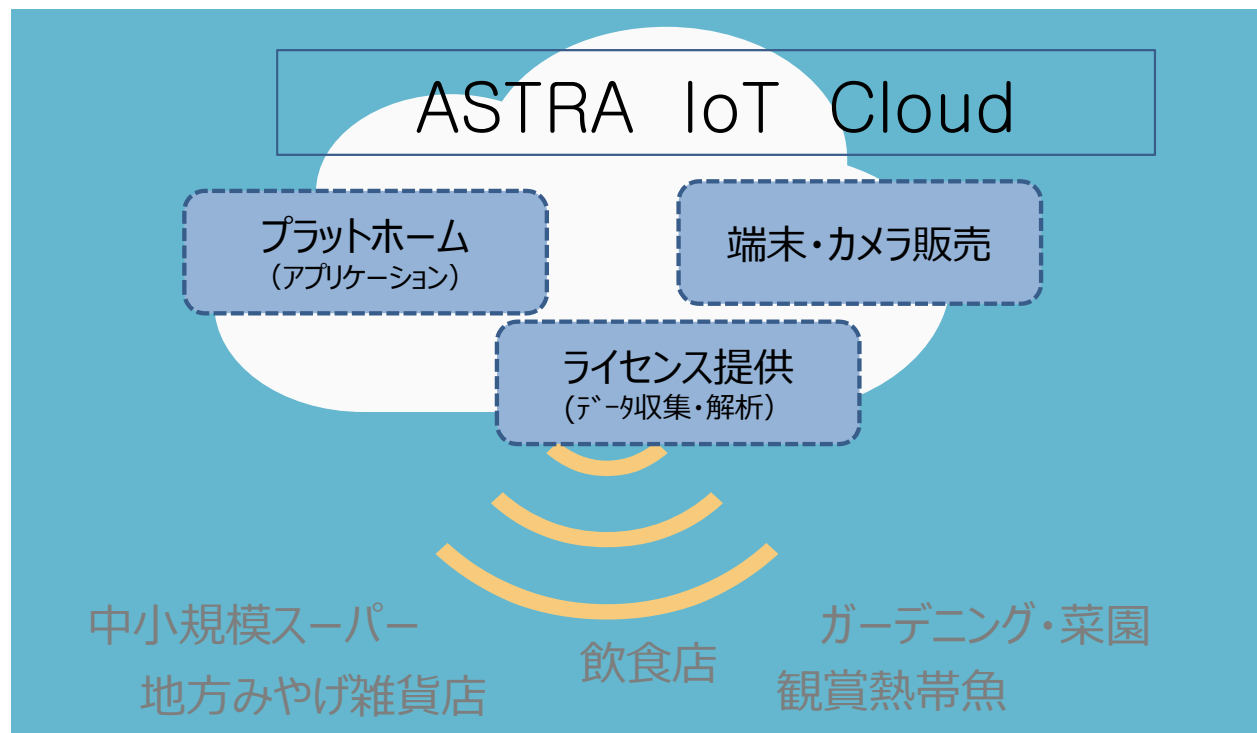 ASTRA IoT Cloud
プラットホーム
（アプリケーション）
端末・カメラ販売
ライセンス提供
(ﾃﾞｰﾀ収集・解析）
中小規模スーパー
地方みやげ雑貨店
飲食店
ガーデニング・菜園
観賞熱帯魚